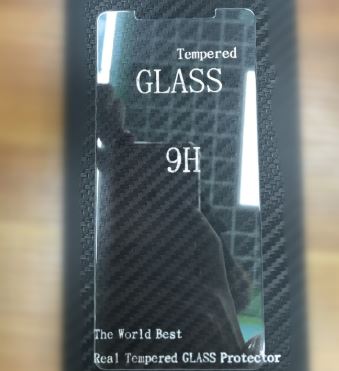 Tempered
GLASS
9H
The World Best
Real Tempered GLASS Protector